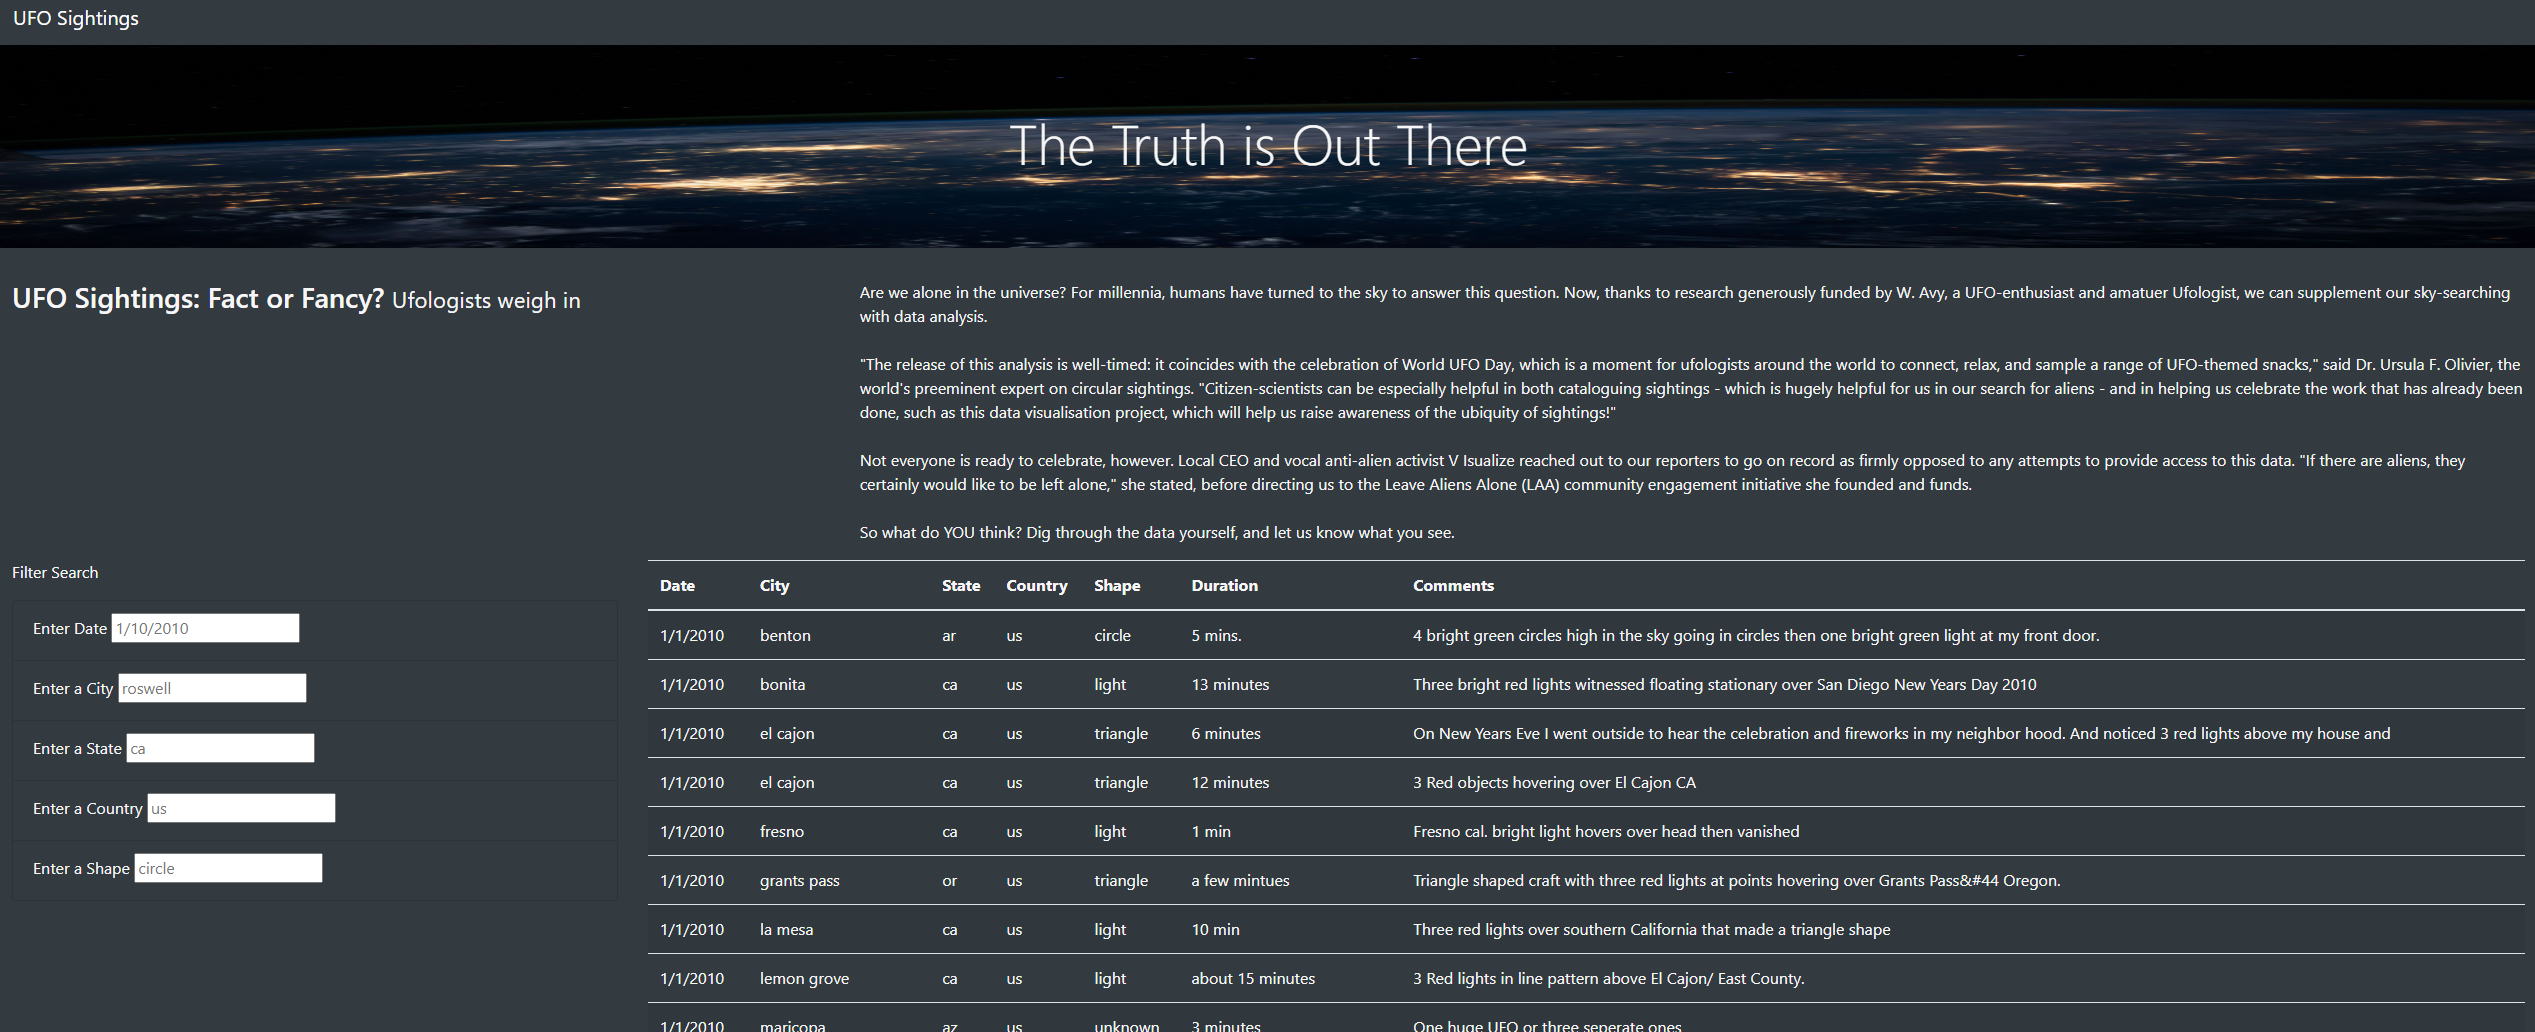 UFO Sightings
The Truth is Out There
UFO Sightings: Fact or Fancy? Ufologists weigh in
Are we alone in the universe? For millennia, humans have turned to the sky to answer this question. Now, thanks to research generously funded by W. Avy, a UFO-enthusiast and amatuer Ufologist, we can supplement our sky-searching
with data analysis.
"The release of this analysis is well-timed: it coincides with the celebration of World UFO Day, which is a moment for ufologists around the world to connect, relax, and sample a range of UFO-themed snacks," said Dr. Ursula F. Olivier, the
world's preeminent expert on circular sightings. "Citizen-scientists can be especially helpful in both cataloguing sightings - which is hugely helpful for us in our search for aliens - and in helping us celebrate the work that has already been
done, such as this data visualisation project, which will help us raise awareness of the ubiquity of sightings!"
Not everyone is ready to celebrate, however. Local CEO and vocal anti-alien activist V Isualize reached out to our reporters to go on record as firmly opposed to any attempts to provide access to this data. "If there are aliens, they
certainly would like to be left alone," she stated, before directing us to the Leave Aliens Alone (LAA) community engagement initiative she founded and funds.
So what do YOU think? Dig through the data yourself, and let us know what you see.
Filter Search
Enter Date 1/10/2010
Enter a City roswell
Enter a State ca
Enter a Country us
Enter a Shape circle
Date City State Country Shape Duration Comments
1/1/2010 benton ar us circle 5 mins. 4 bright green circles high in the sky going in circles then one bright green light at my front door.
1/1/2010 bonita ca us light 13 minutes Three bright red lights witnessed floating stationary over San Diego New Years Day 2010
1/1/2010 el cajon ca us triangle 6 minutes On New Years Eve I went outside to hear the celebration and fireworks in my neighbor hood. And noticed 3 red lights above my house and
1/1/2010 el cajon ca us triangle 12 minutes 3 Red objects hovering over El Cajon CA
1/1/2010 fresno ca us light 1 min Fresno cal. bright light hovers over head then vanished
1/1/2010 grants pass or us triangle a few mintues Triangle shaped craft with three red lights at points hovering over Grants Pass&#44 Oregon.
1/1/2010 la mesa ca us light 10 min Three red lights over southern California that made a triangle shape
1/1/2010 lemon grove ca us light about 15 minutes 3 Red lights in line pattern above El Cajon/ East County.
1/1/2010 maricopa az us unknown 3 minutes One huge UFO or three seperate ones